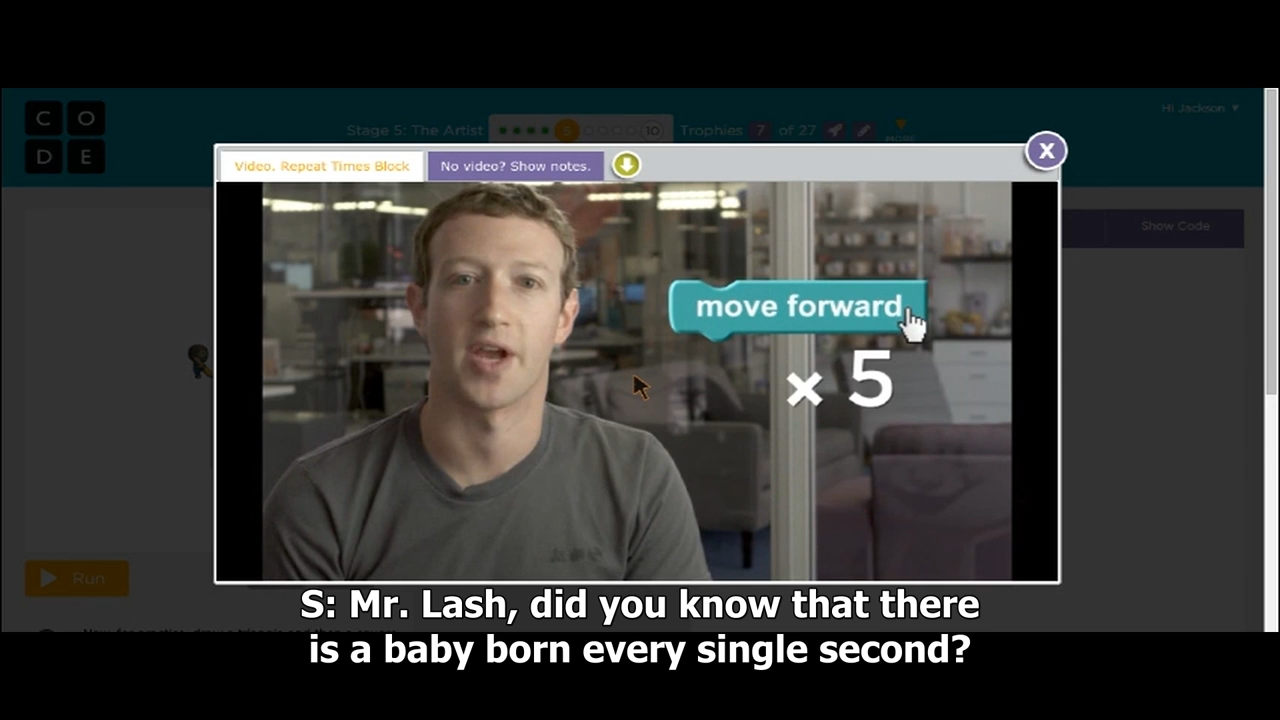 C O
D E
Hi Jackson
Stage 5: The Artist 5 10 Trophies 7 of 27
MORE
Video. Repeat Times Block No video? Show notes. X
Show Code
move forward
× 5
Run
S: Mr. Lash, did you know that there
is a baby born every single second?